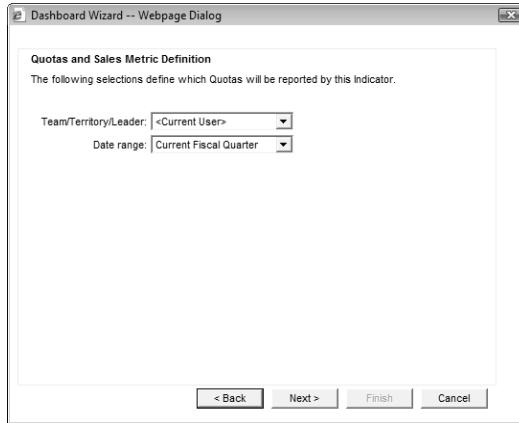 Dashboard Wizard -- Webpage Dialog
Quotas and Sales Metric Definition
The following selections define which Quotas will be reported by this Indicator.
Team/Territory/Leader: <Current User>
Date range: Current Fiscal Quarter
< Back Next > Finish Cancel